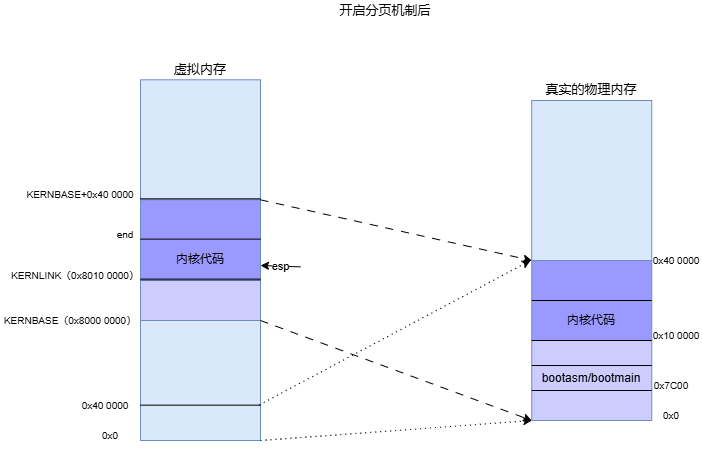 开启分页机制后
虚拟内存
真实的物理内存
KERNBASE+0x40 0000
end
内核代码
esp
KERNLINK（0x8010 0000）
KERNBASE（0x8000 0000）
0x40 0000
0x0
0x40 0000
内核代码
0x10 0000
bootasm/bootmain
0x7C00
0x0